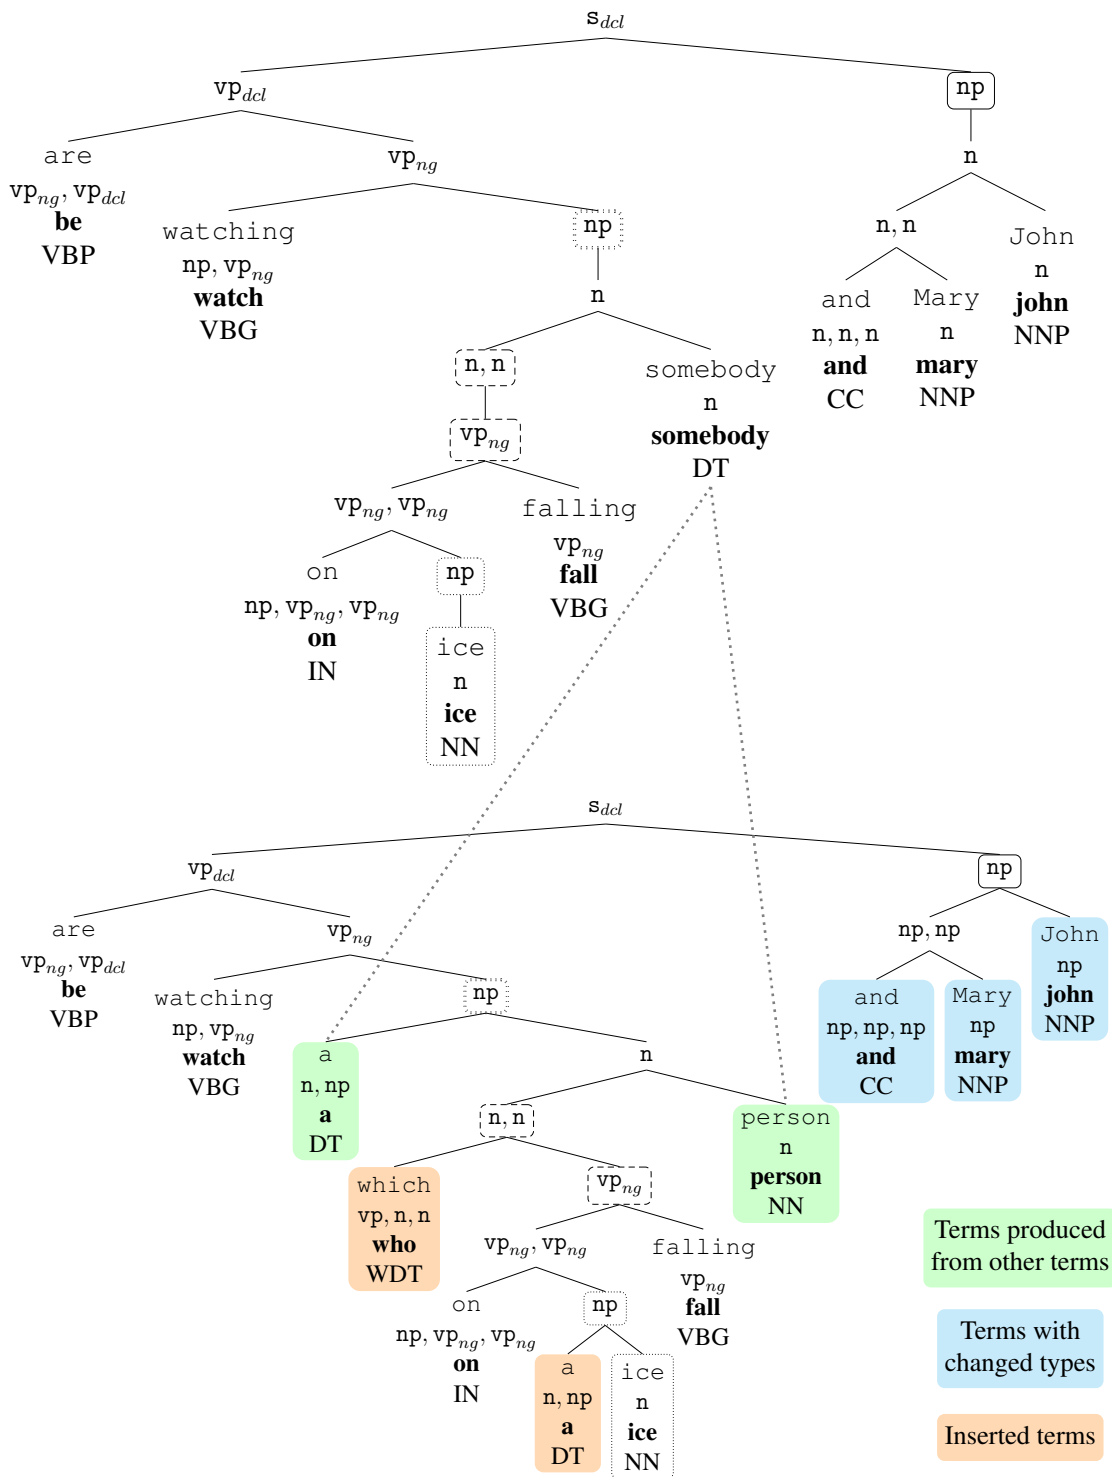 s_dcl
vp_dcl
np
are
vp_ng, vp_dcl
be
VBP
vp_ng
n
watching
np, vp_ng
watch
VBG
np
n, n
John
n
john
NNP
n
and
n, n, n
and
CC
Mary
n
mary
NNP
n, n
somebody
n
somebody
DT
vp_ng
vp_ng, vp_ng
falling
vp_ng
fall
VBG
on
np, vp_ng, vp_ng
on
IN
np
ice
n
ice
NN
s_dcl
vp_dcl
np
are
vp_ng, vp_dcl
be
VBP
vp_ng
np, np
John
np
john
NNP
watching
np, vp_ng
watch
VBG
np
and
np, np, np
and
CC
Mary
np
mary
NNP
a
n, np
a
DT
n
n, n
person
n
person
NN
which
vp, n, n
who
WDT
vp_ng
vp_ng, vp_ng
falling
vp_ng
fall
VBG
on
np, vp_ng, vp_ng
on
IN
np
a
n, np
a
DT
ice
n
ice
NN
Terms produced
from other terms
Terms with
changed types
Inserted terms